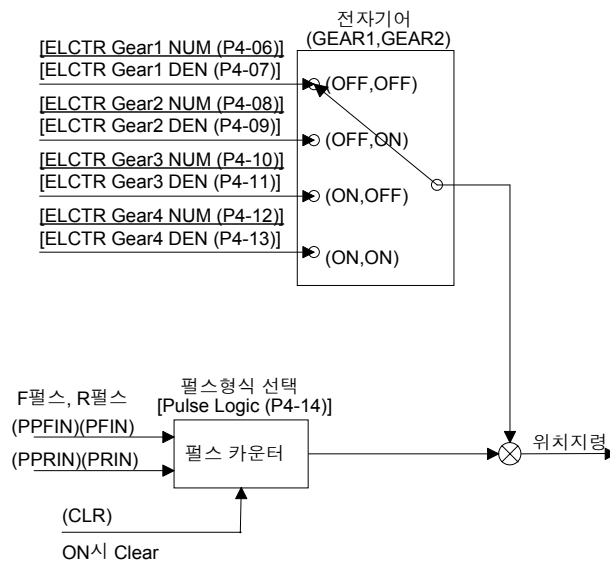 전자기어
(GEAR1,GEAR2)
[ELCTR Gear1 NUM (P4-06)]
[ELCTR Gear1 DEN (P4-07)]
(OFF,OFF)
[ELCTR Gear2 NUM (P4-08)]
[ELCTR Gear2 DEN (P4-09)]
(OFF,ON)
[ELCTR Gear3 NUM (P4-10)]
[ELCTR Gear3 DEN (P4-11)]
(ON,OFF)
[ELCTR Gear4 NUM (P4-12)]
[ELCTR Gear4 DEN (P4-13)]
(ON,ON)
펄스형식 선택
[Pulse Logic (P4-14)]
F펄스, R펄스
(PPFIN)(PFIN)
(PPRIN)(PRIN)
펄스 카운터
위치지령
(CLR)
ON시 Clear